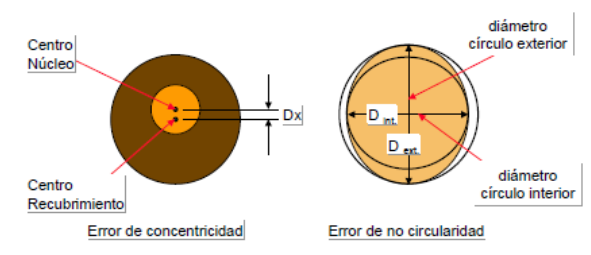 Centro
Núcleo
Dx
Centro
Recubrimiento
Error de concentricidad
diámetro
círculo exterior
D int.
D ext.
diámetro
círculo interior
Error de no circularidad